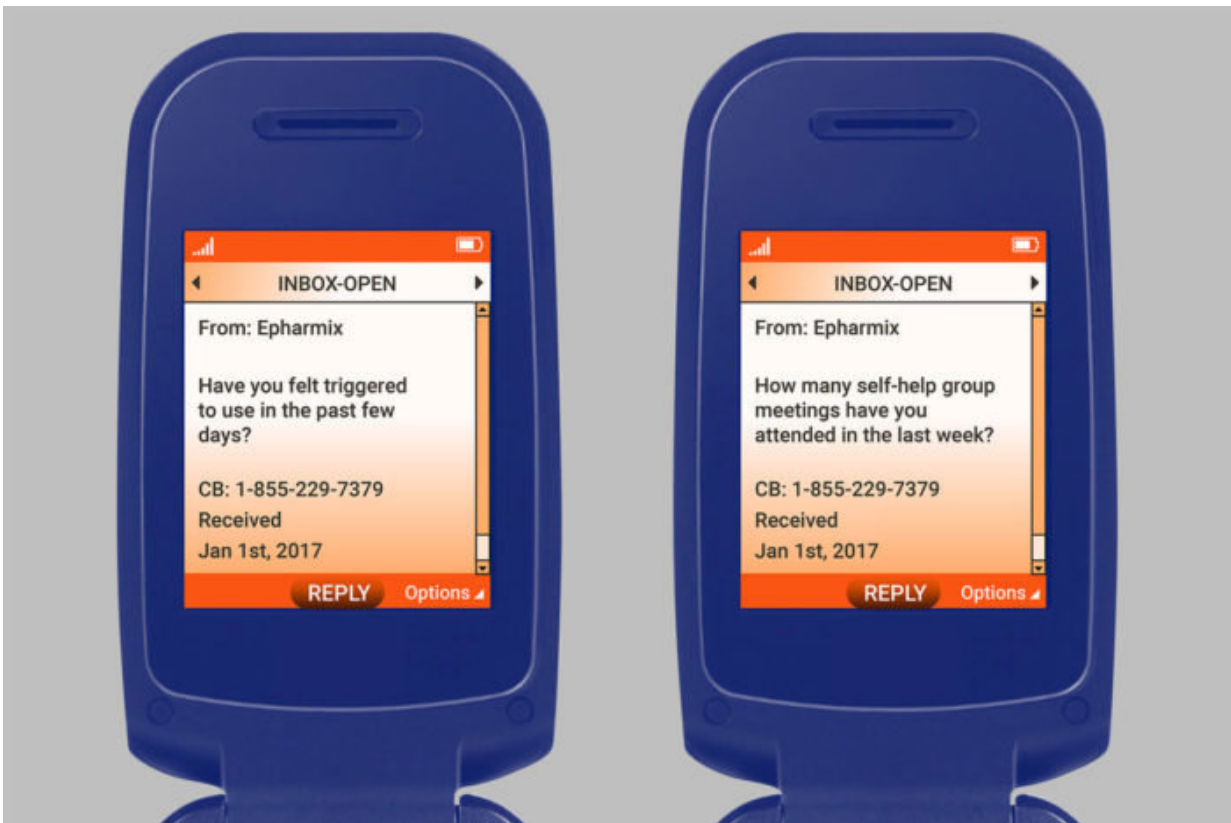 INBOX-OPEN
From: Epharmix
Have you felt triggered
to use in the past few
days?
CB: 1-855-229-7379
Received
Jan 1st, 2017
REPLY Options
INBOX-OPEN
From: Epharmix
How many self-help group
meetings have you
attended in the last week?
CB: 1-855-229-7379
Received
Jan 1st, 2017
REPLY Options